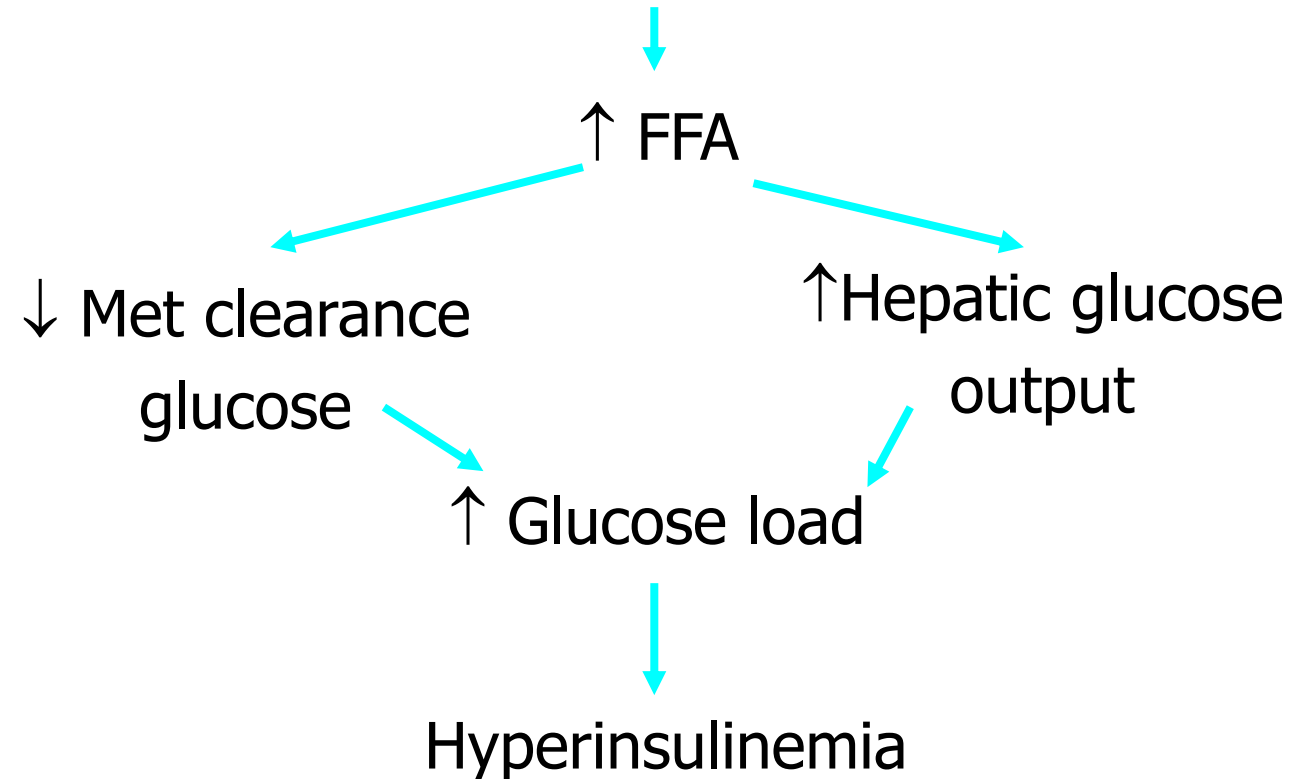 ↑ FFA
↓ Met clearance
glucose
↑Hepatic glucose
output
↑ Glucose load
Hyperinsulinemia